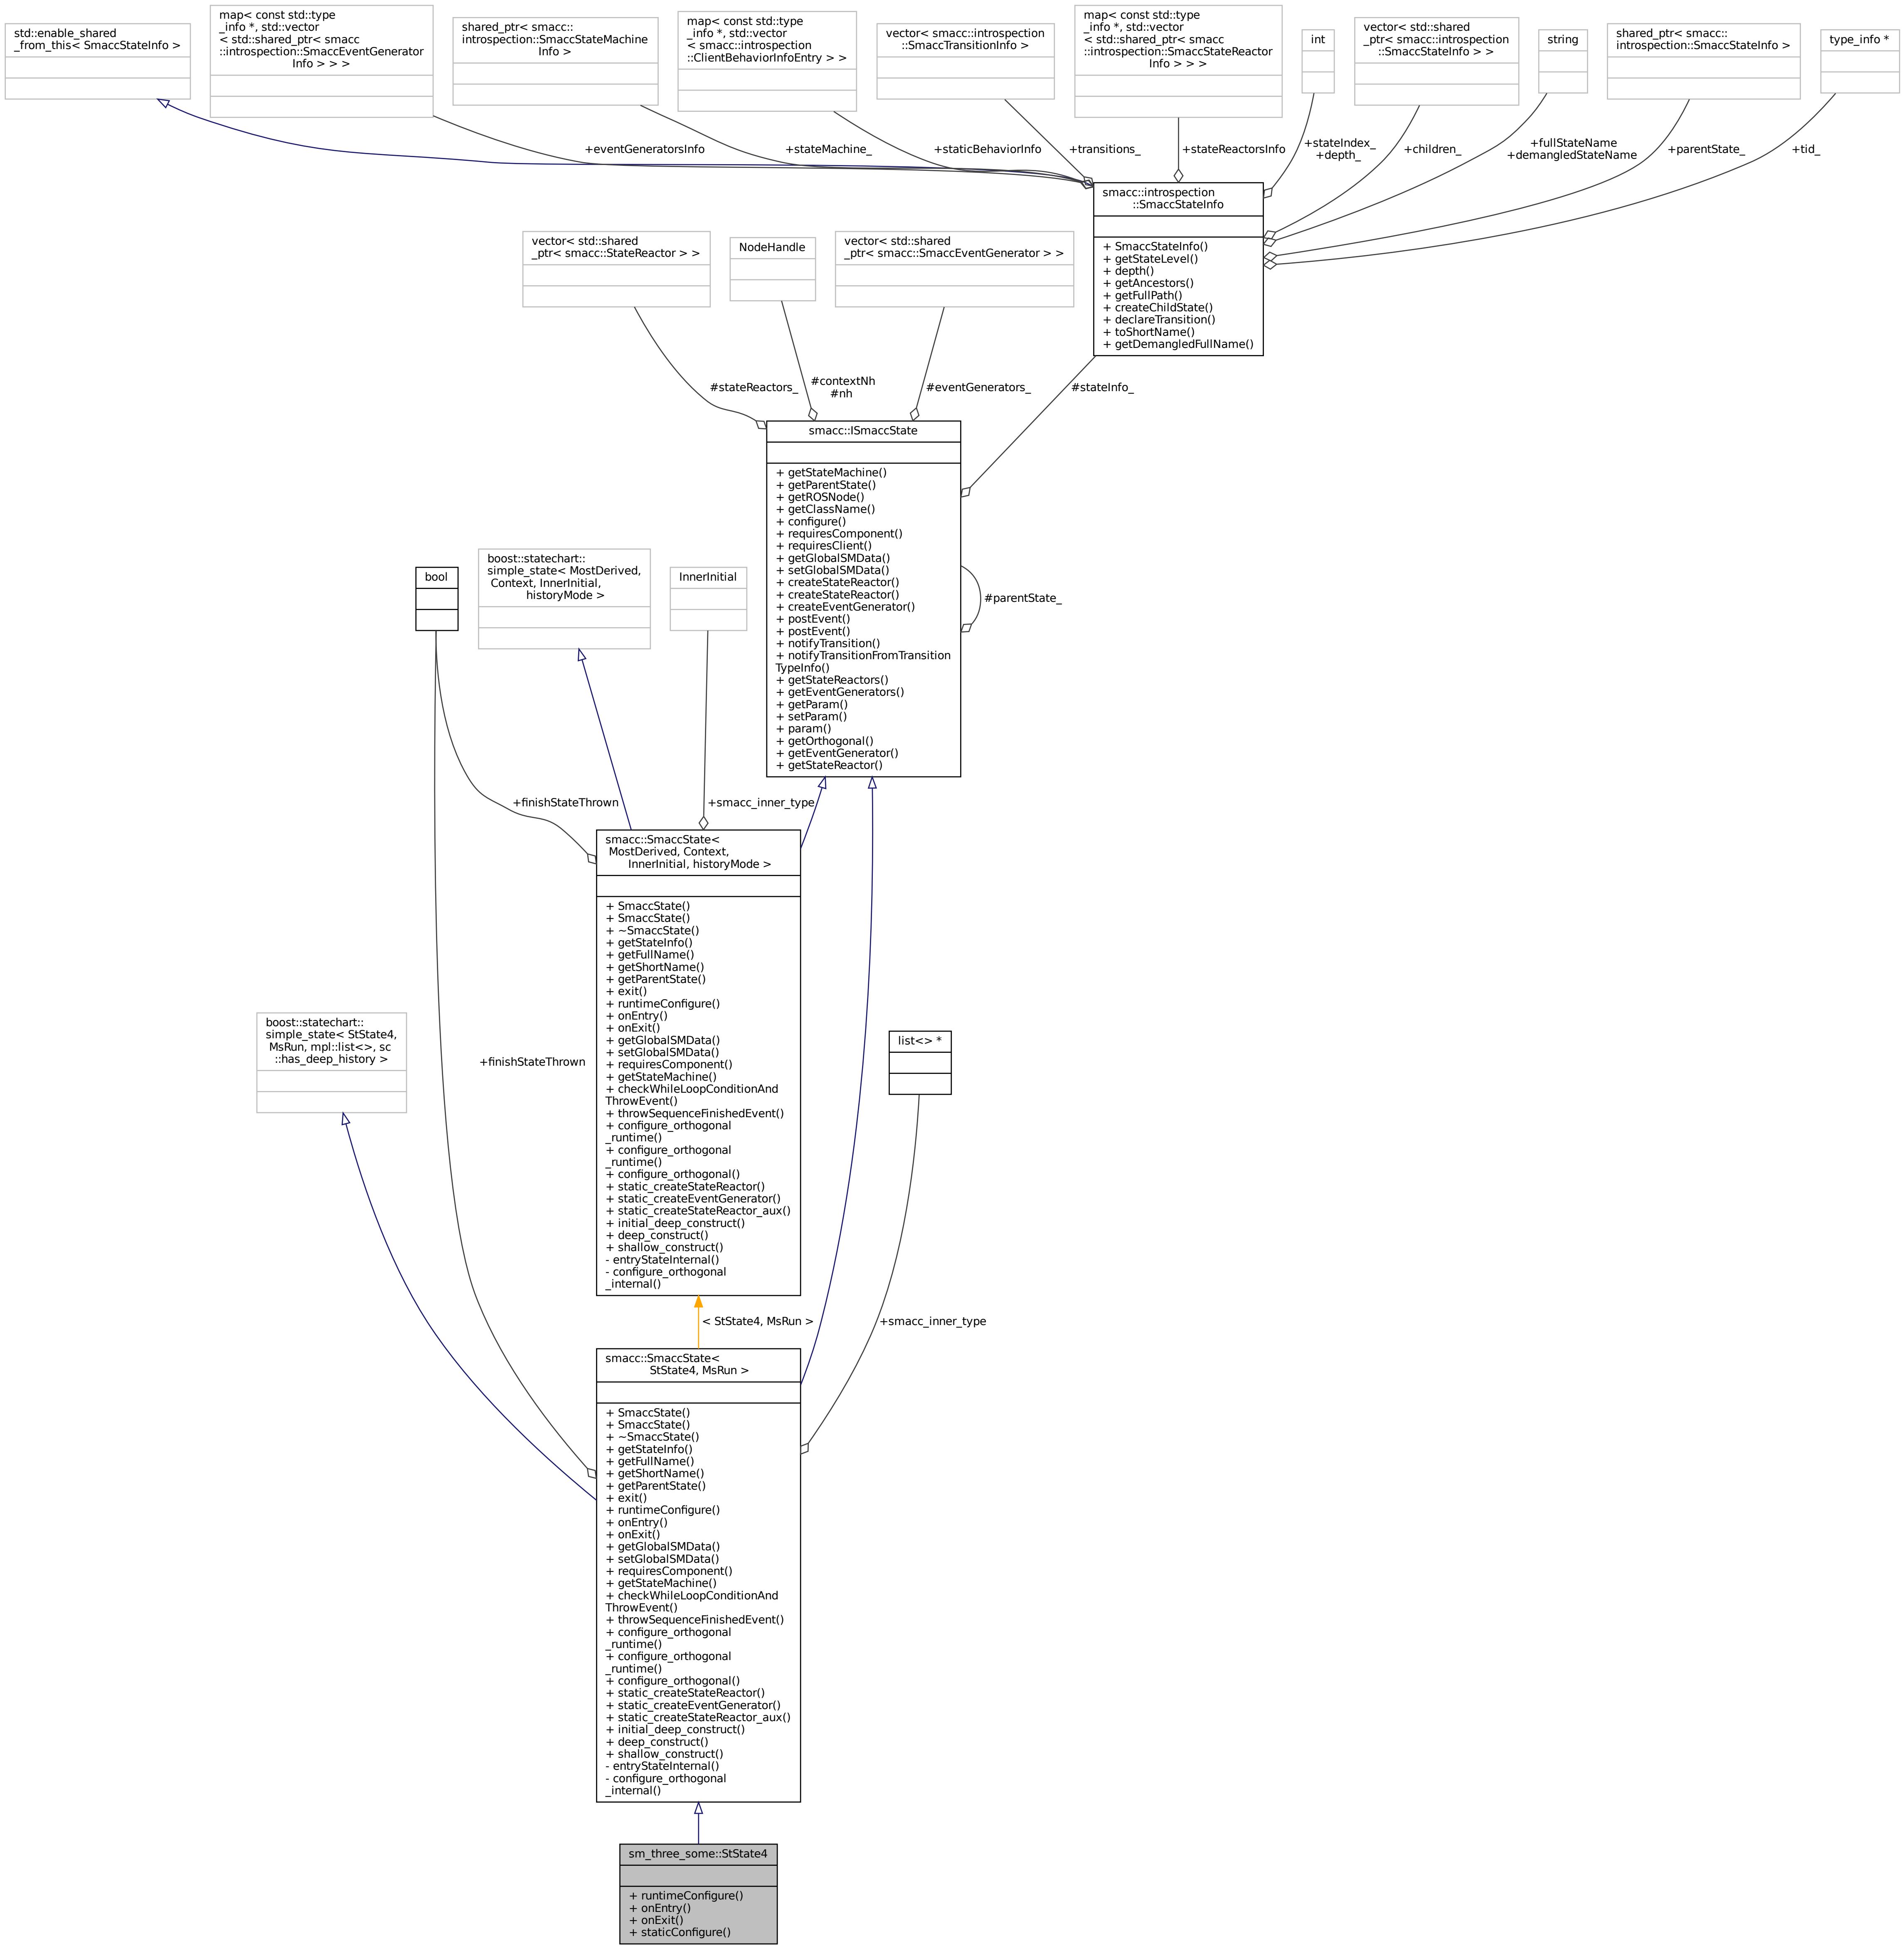 std::enable_shared
_from_this< SmaccStateInfo >
map< const std::type
_info *, std::vector
< std::shared_ptr< smacc
::introspection::SmaccEventGenerator
Info > > >
shared_ptr< smacc::
introspection::SmaccStateMachine
Info >
map< const std::type
_info *, std::vector
< smacc::introspection
::ClientBehaviorInfoEntry > >
vector< smacc::introspection
::SmaccTransitionInfo >
map< const std::type
_info *, std::vector
< std::shared_ptr< smacc
::introspection::SmaccStateReactor
Info > > >
int
vector< std::shared
_ptr< smacc::introspection
::SmaccStateInfo > >
string
shared_ptr< smacc::
introspection::SmaccStateInfo >
type_info *
+eventGeneratorsInfo
+stateMachine_
+staticBehaviorInfo
+transitions_
+stateReactorsInfo
+stateIndex_
+depth_
+children_
+fullStateName
+demangledStateName
+parentState_
+tid_
smacc::introspection
::SmaccStateInfo
+ SmaccStateInfo()
+ getStateLevel()
+ depth()
+ getAncestors()
+ getFullPath()
+ createChildState()
+ declareTransition()
+ toShortName()
+ getDemangledFullName()
vector< std::shared
_ptr< smacc::StateReactor > >
NodeHandle
vector< std::shared
_ptr< smacc::SmaccEventGenerator > >
#stateReactors_
#contextNh
#nh
#eventGenerators_
#stateInfo_
smacc::ISmaccState
+ getStateMachine()
+ getParentState()
+ getROSNode()
+ getClassName()
+ configure()
+ requiresComponent()
+ requiresClient()
+ getGlobalSMData()
+ setGlobalSMData()
+ createStateReactor()
+ createStateReactor()
+ createEventGenerator()
+ postEvent()
+ postEvent()
+ notifyTransition()
+ notifyTransitionFromTransition
TypeInfo()
+ getStateReactors()
+ getEventGenerators()
+ getParam()
+ setParam()
+ param()
+ getOrthogonal()
+ getEventGenerator()
+ getStateReactor()
#parentState_
bool
boost::statechart::
simple_state< MostDerived,
Context, InnerInitial,
historyMode >
InnerInitial
+finishStateThrown
+smacc_inner_type
smacc::SmaccState<
MostDerived, Context,
InnerInitial, historyMode >
+ SmaccState()
+ SmaccState()
+ ~SmaccState()
+ getStateInfo()
+ getFullName()
+ getShortName()
+ getParentState()
+ exit()
+ runtimeConfigure()
+ onEntry()
+ onExit()
+ getGlobalSMData()
+ setGlobalSMData()
+ requiresComponent()
+ getStateMachine()
+ checkWhileLoopConditionAnd
ThrowEvent()
+ throwSequenceFinishedEvent()
+ configure_orthogonal
_runtime()
+ configure_orthogonal
_runtime()
+ configure_orthogonal()
+ static_createStateReactor()
+ static_createEventGenerator()
+ static_createStateReactor_aux()
+ initial_deep_construct()
+ deep_construct()
+ shallow_construct()
- entryStateInternal()
- configure_orthogonal
_internal()
boost::statechart::
simple_state< StState4,
MsRun, mpl::list<>, sc
::has_deep_history >
+finishStateThrown
list<> *
< StState4, MsRun >
+smacc_inner_type
smacc::SmaccState<
StState4, MsRun >
+ SmaccState()
+ SmaccState()
+ ~SmaccState()
+ getStateInfo()
+ getFullName()
+ getShortName()
+ getParentState()
+ exit()
+ runtimeConfigure()
+ onEntry()
+ onExit()
+ getGlobalSMData()
+ setGlobalSMData()
+ requiresComponent()
+ getStateMachine()
+ checkWhileLoopConditionAnd
ThrowEvent()
+ throwSequenceFinishedEvent()
+ configure_orthogonal
_runtime()
+ configure_orthogonal
_runtime()
+ configure_orthogonal()
+ static_createStateReactor()
+ static_createEventGenerator()
+ static_createStateReactor_aux()
+ initial_deep_construct()
+ deep_construct()
+ shallow_construct()
- entryStateInternal()
- configure_orthogonal
_internal()
sm_three_some::StState4
+ runtimeConfigure()
+ onEntry()
+ onExit()
+ staticConfigure()